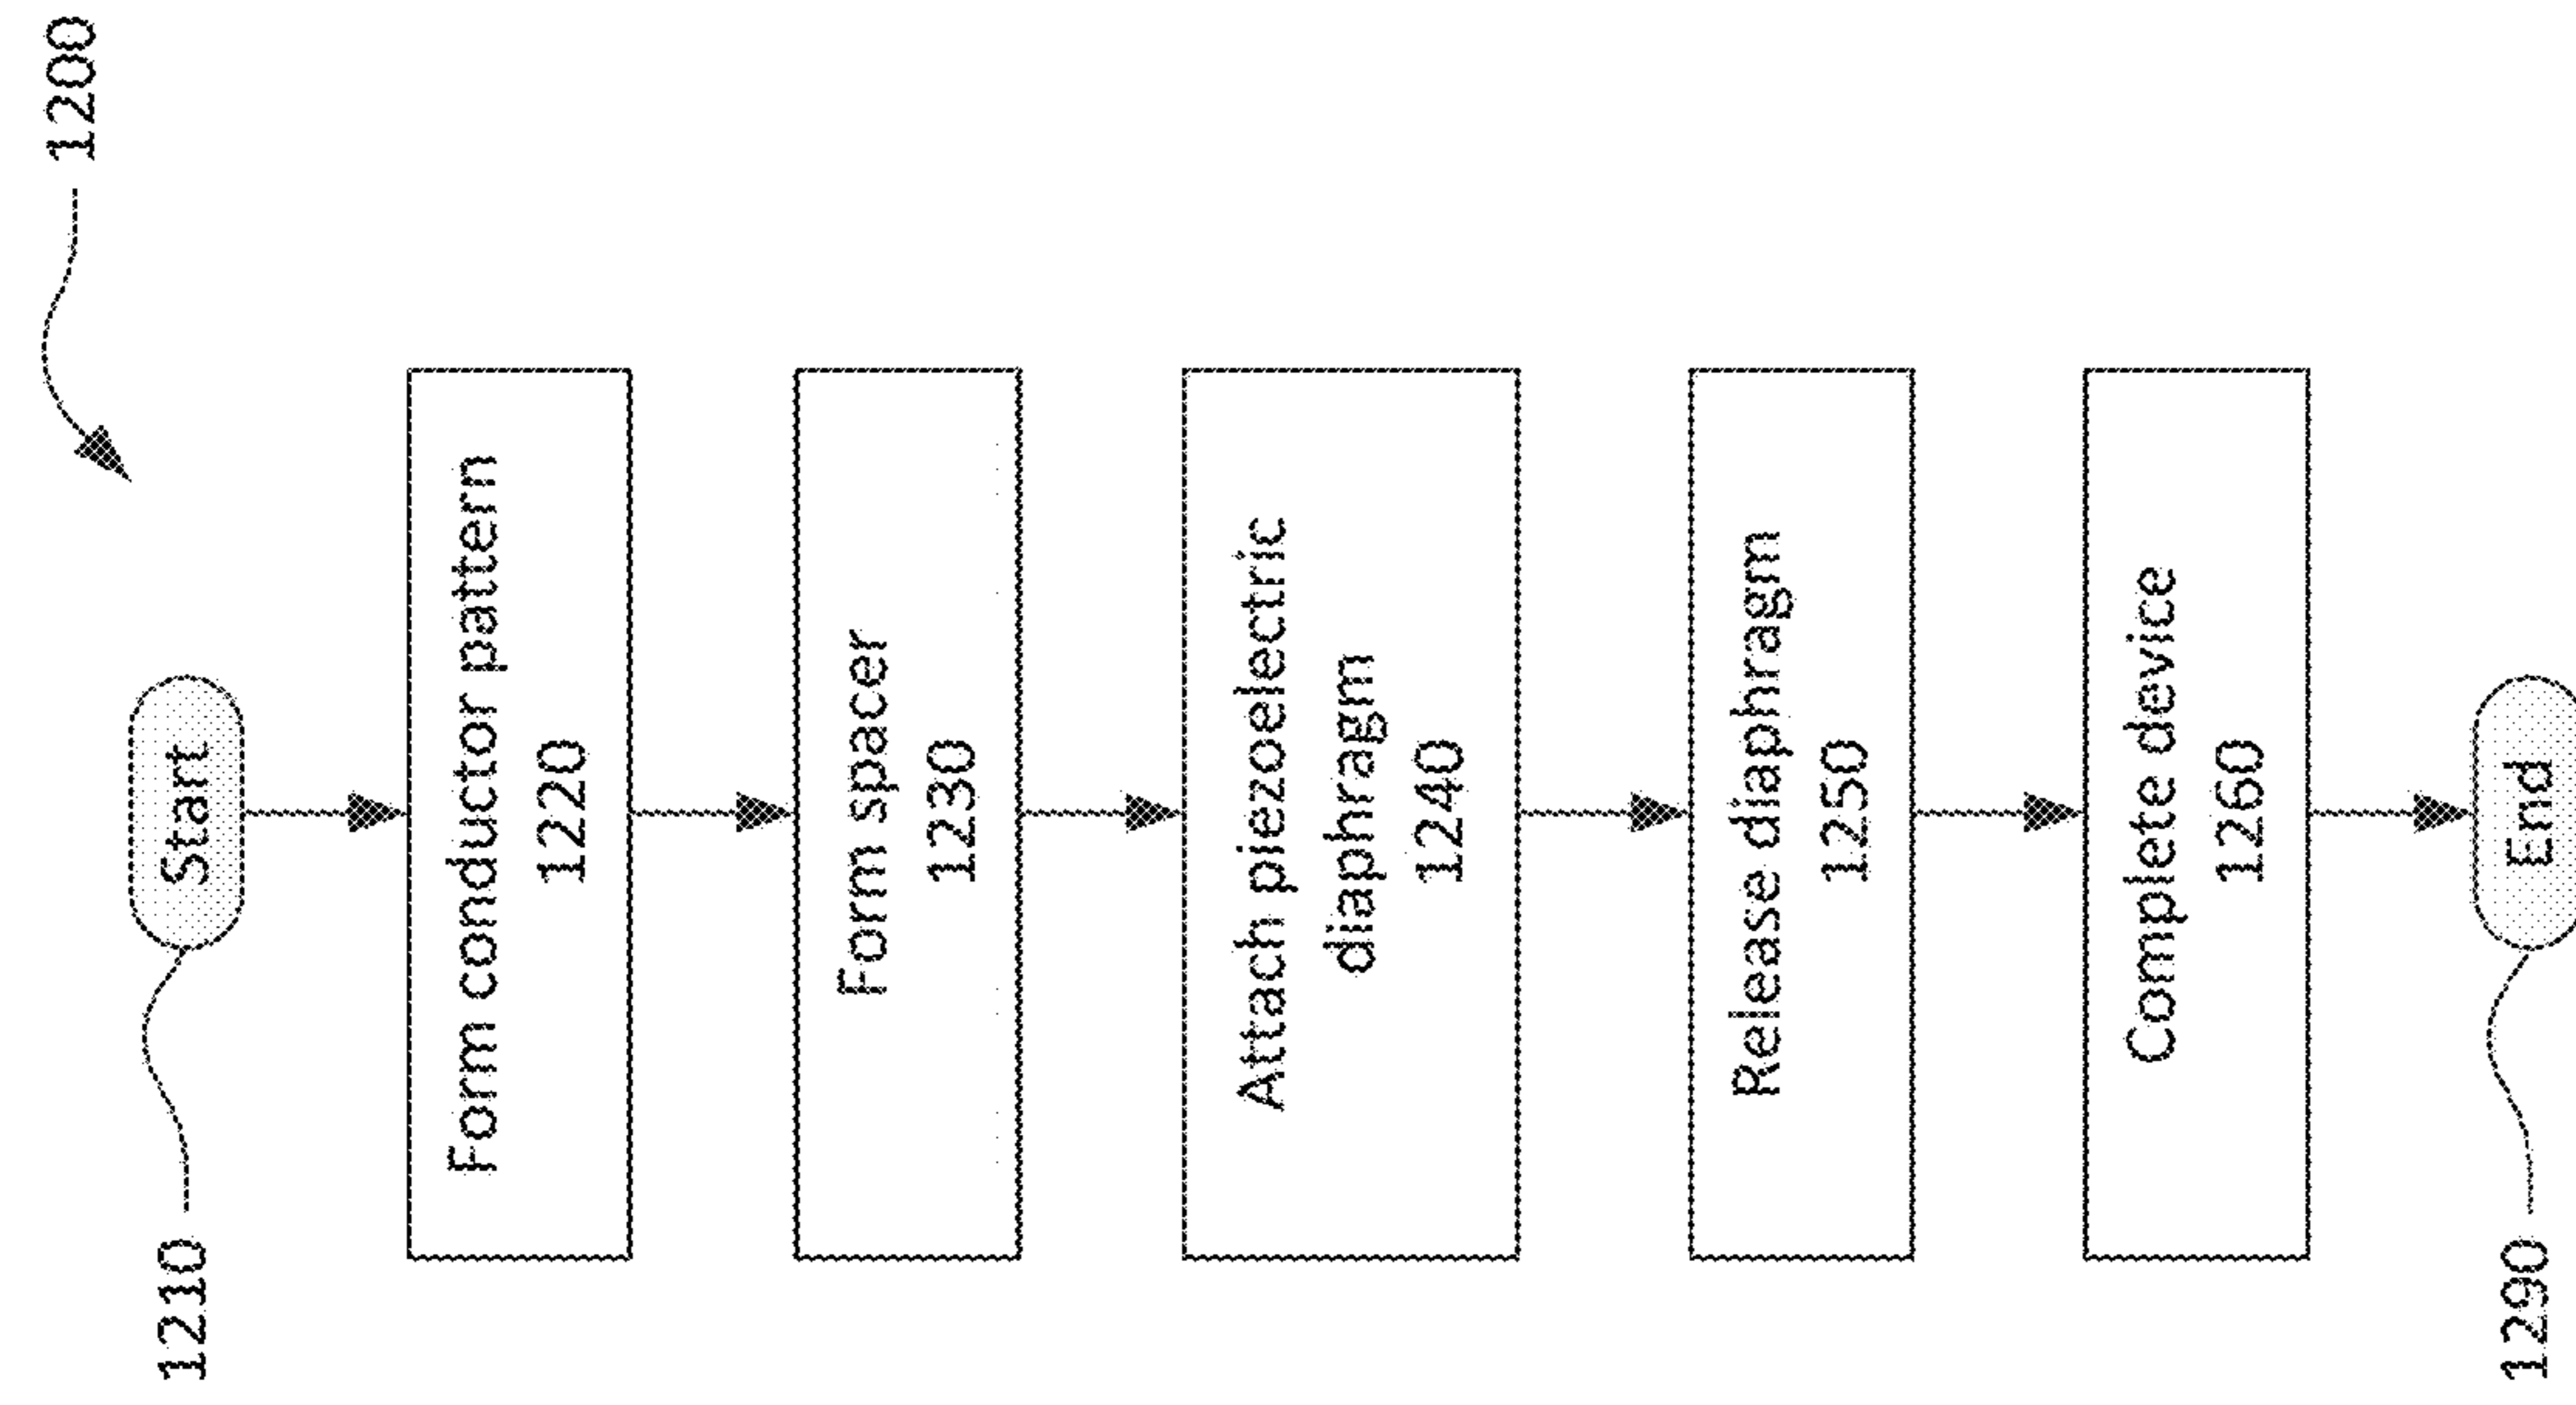 1200
Start
1210
Form conductor pattern
1220
Form spacer
1230
Attach piezoelectric
diaphragm
1240
Release diaphragm
1250
Complete device
1260
End
1290